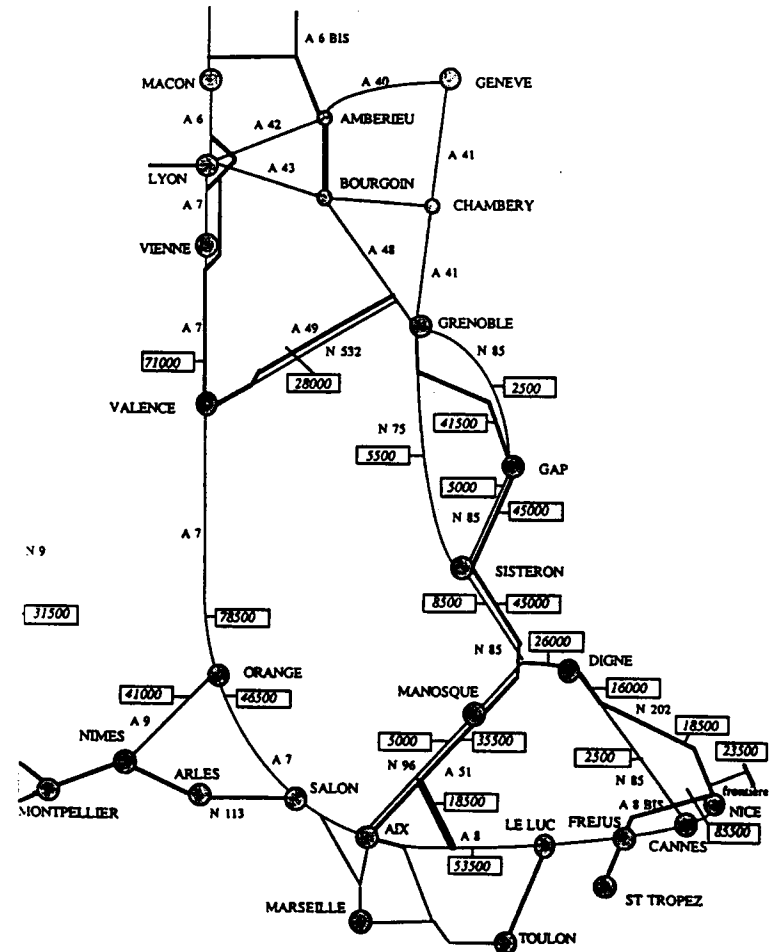 A 6 BIS
MACON
A 40
GENEVE
A 6
A 42
AMBERIEU
A 43
A 41
LYON
BOURGOIN
A 7
CHAMBERY
VIENNE
A 48
A 41
A 7
A 49
GRENOBLE
N 532
N 85
71000
28000
2500
VALENCE
41500
N 75
5500
GAP
5000
45000
N 85
A 7
N 9
SISTERON
31500
78500
8500
45000
26000
N 85
DIGNE
ORANGE
16000
41000
46500
MANOSQUE
N 202
A 9
18500
NIMES
5000
35500
2500
23500
A 7
N 96
A 51
N 85
frontière
ARLES
SALON
18500
A 8 BIS
NICE
MONTPELLIER
N 113
AIX
A 8
LE LUC
FREJUS
83500
CANNES
53500
ST TROPEZ
MARSEILLE
TOULON